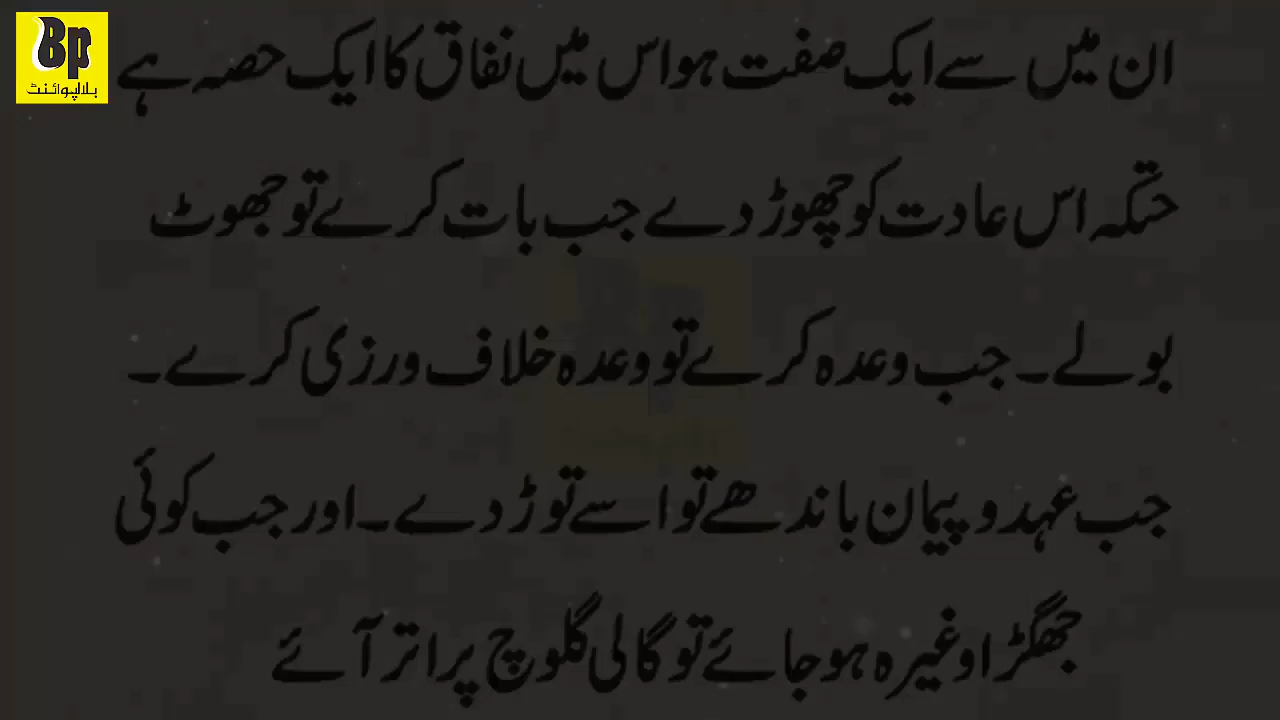 Bp
بلالپوائنٹ
ان میں سے ایک صفت ہو اس میں نفاق کا ایک حصہ ہے
حتکہ اس عادت کو چھوڑ دے جب بات کرے تو جھوٹ
بولے۔ جب وعدہ کرے تو وعدہ خلاف ورزی کرے۔
جب عہد و پیمان باندھے تو اسے توڑ دے۔ اور جب کوئی
جھگڑا وغیرہ ہو جائے تو گالی گلوچ پر اتر آئے